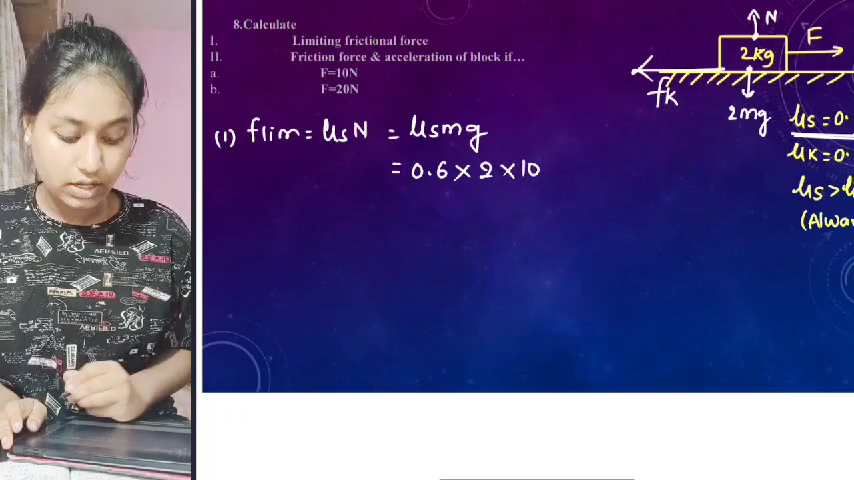 8.Calculate
I. Limiting frictional force
II. Friction force & acceleration of block if...
a. F=10N
b. F=20N
N
F
2kg
fk
2mg
μs = 0.
μk = 0.
μs > μ
(Alwa
(1) flim = μsN = μsmg
= 0.6 × 2 × 10